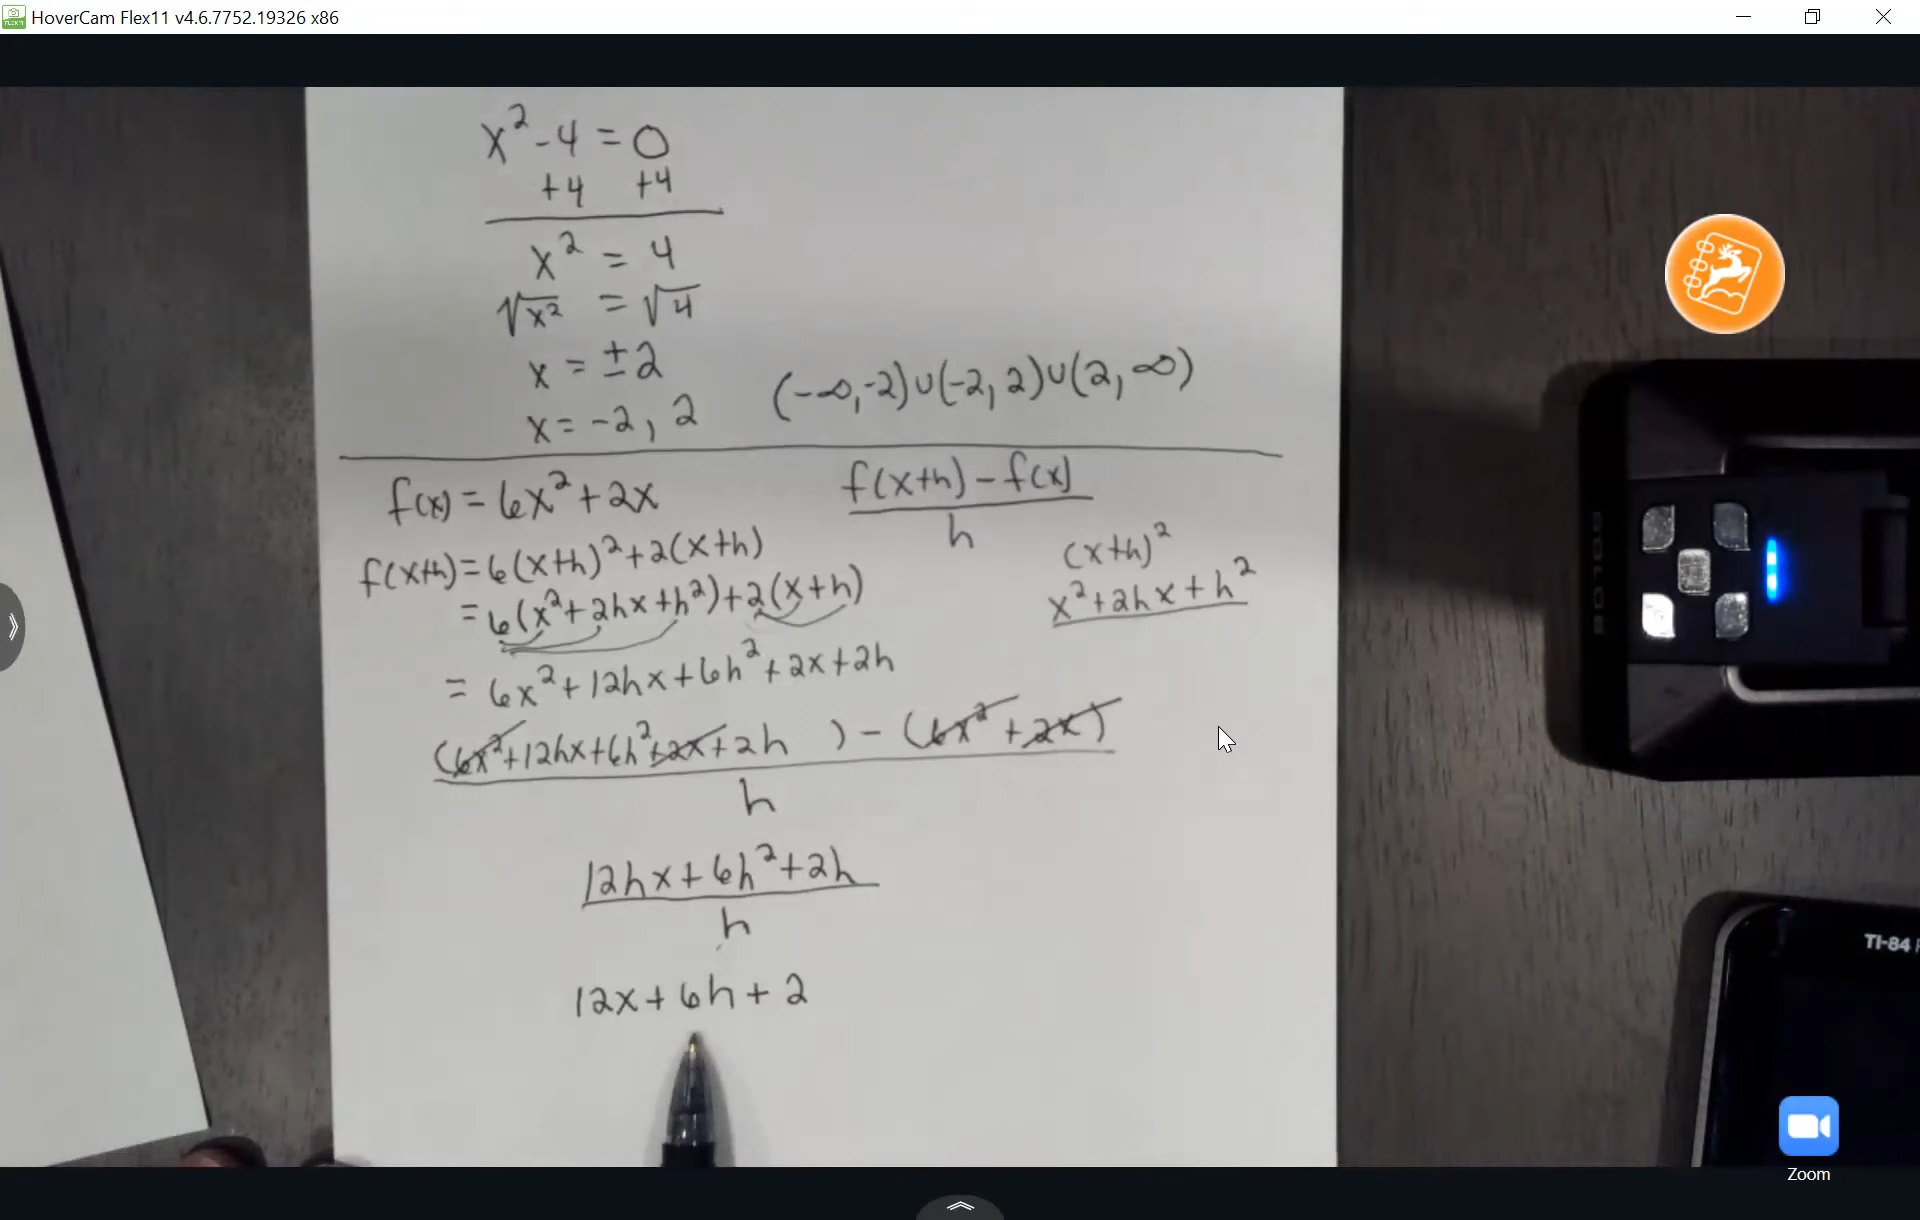 HoverCam Flex11 v4.6.7752.19326 x86
x² - 4 = 0
+4 +4
x² = 4
√x² = √4
x = ±2
x = -2, 2 (-∞,-2)∪(-2, 2)∪(2, ∞)
f(x) = 6x² + 2x f(x+h) - f(x)
h
f(x+h) = 6(x+h)² + 2(x+h) (x+h)²
= 6(x² + 2hx + h²) + 2(x+h) x² + 2hx + h²
= 6x² + 12hx + 6h² + 2x + 2h
(6x² + 12hx + 6h² + 2x + 2h ) - (6x² + 2x)
h
12hx + 6h² + 2h
h
12x + 6h + 2
TI-84
Zoom